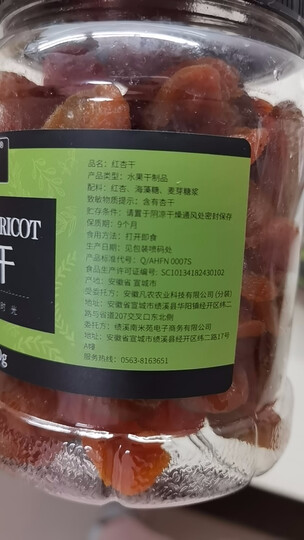 RICOT
干
品名：红杏干
产品类型：水果干制品
配料：红杏、海藻糖、麦芽糖浆
致敏物质提示：含有杏干
贮存条件：请置于阴凉干燥通风处密封保存
保质期：9个月
食用方法：打开即食
生产日期：见包装喷码处
产品标准代号：Q/AHFN 0007S
食品生产许可证编号：SC10134182430102
产地：安徽省 宣城市
受委托方：安徽凡农农业科技有限公司 (分装)
地址：安徽省宣城市绩溪县华阳镇经开区纬二
路与省道207交叉口东北侧
委托方：绩溪南米苑电子商务有限公司
地址：安徽省宣城市绩溪县经开区纬二路17号
A幢
服务热线：0563-8163651